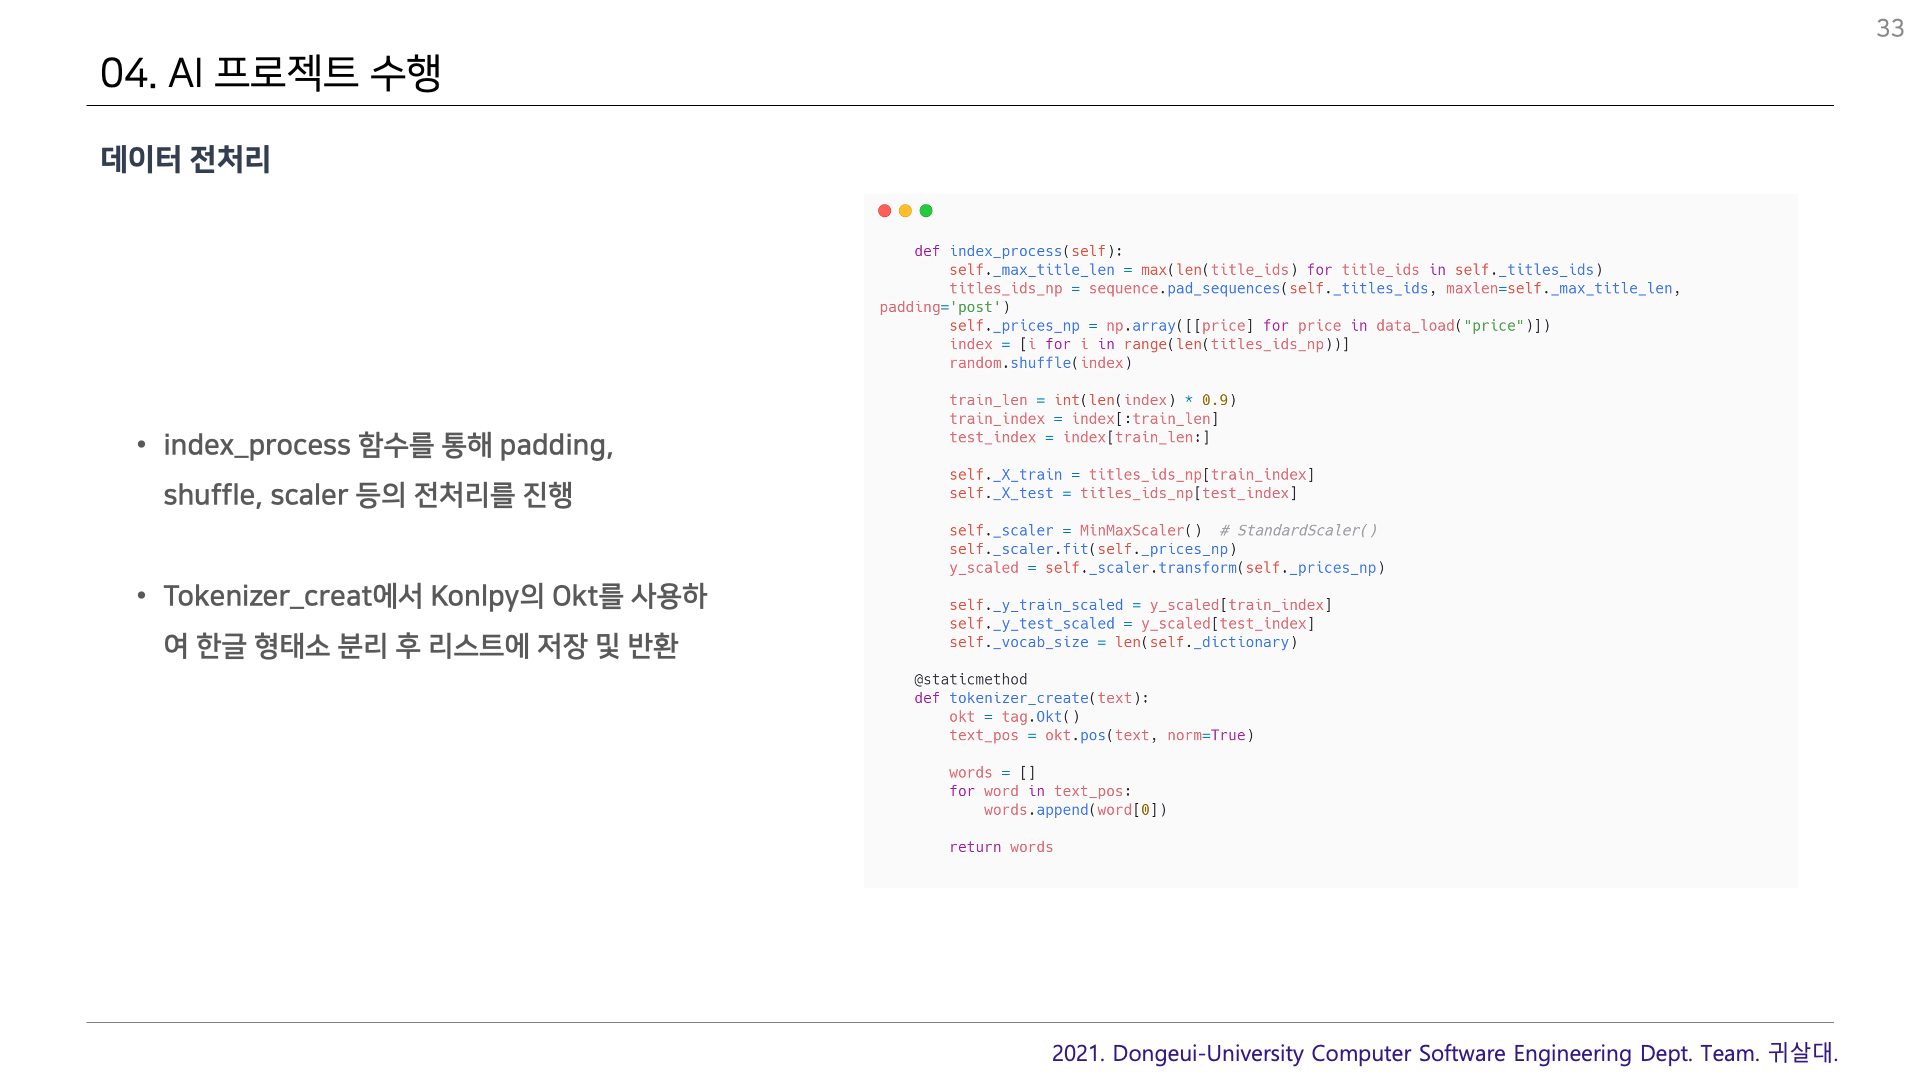 33
04. AI 프로젝트 수행
데이터 전처리
• index_process 함수를 통해 padding,
shuffle, scaler 등의 전처리를 진행
• Tokenizer_creat에서 Konlpy의 Okt를 사용하
여 한글 형태소 분리 후 리스트에 저장 및 반환
    def index_process(self):
        self._max_title_len = max(len(title_ids) for title_ids in self._titles_ids)
        titles_ids_np = sequence.pad_sequences(self._titles_ids, maxlen=self._max_title_len,
padding='post')
        self._prices_np = np.array([[price] for price in data_load("price")])
        index = [i for i in range(len(titles_ids_np))]
        random.shuffle(index)
        train_len = int(len(index) * 0.9)
        train_index = index[:train_len]
        test_index = index[train_len:]
        self._X_train = titles_ids_np[train_index]
        self._X_test = titles_ids_np[test_index]
        self._scaler = MinMaxScaler()  # StandardScaler()
        self._scaler.fit(self._prices_np)
        y_scaled = self._scaler.transform(self._prices_np)
        self._y_train_scaled = y_scaled[train_index]
        self._y_test_scaled = y_scaled[test_index]
        self._vocab_size = len(self._dictionary)
    @staticmethod
    def tokenizer_create(text):
        okt = tag.Okt()
        text_pos = okt.pos(text, norm=True)
        words = []
        for word in text_pos:
            words.append(word[0])
        return words
2021. Dongeui-University Computer Software Engineering Dept. Team. 귀살대.